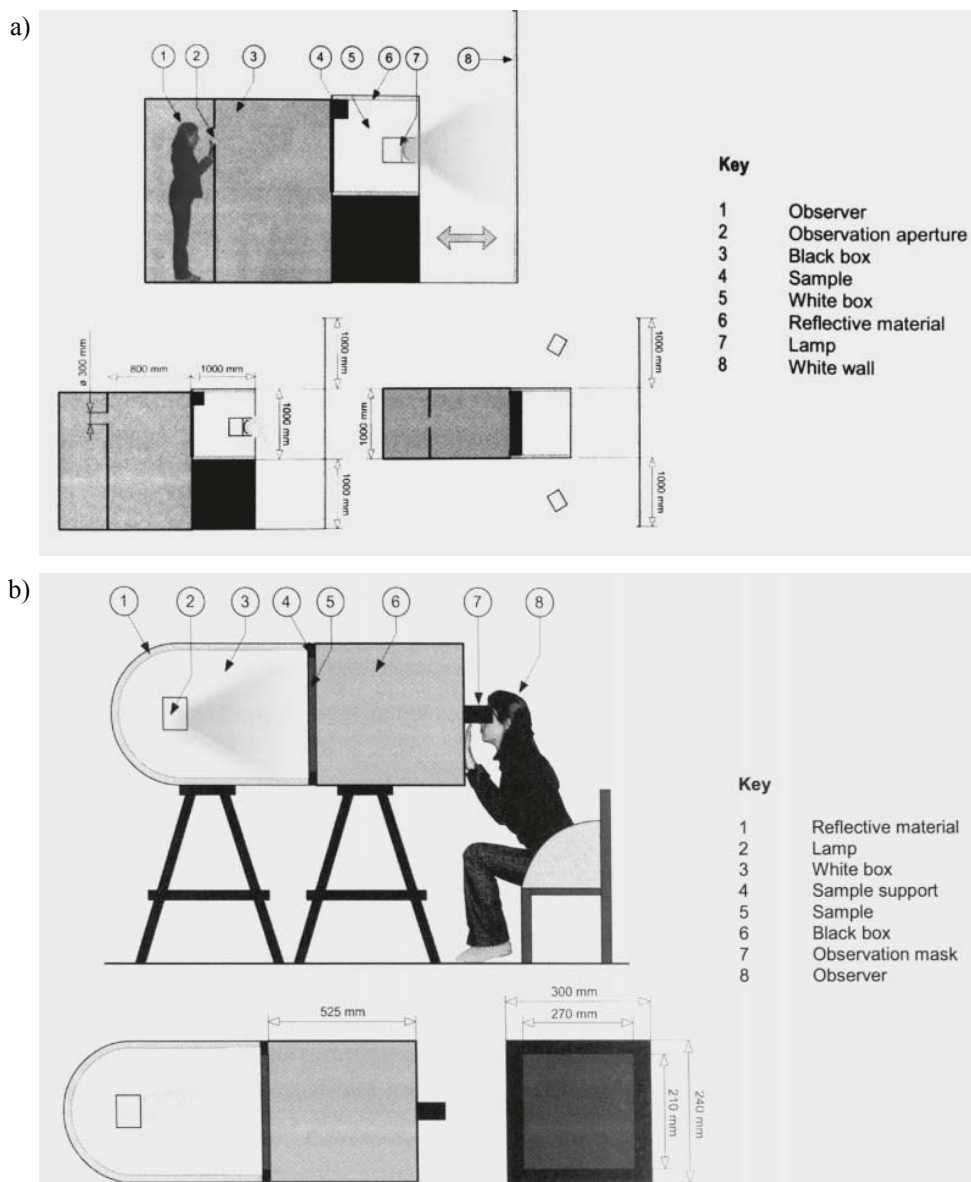 a)
1 2 3 4 5 6 7 8
Key
1 Observer
2 Observation aperture
3 Black box
4 Sample
5 White box
6 Reflective material
7 Lamp
8 White wall
ø 300 mm
800 mm
1000 mm
1000 mm
1000 mm
1000 mm
1000 mm
1000 mm
1000 mm
b)
1 2 3 4 5 6 7 8
Key
1 Reflective material
2 Lamp
3 White box
4 Sample support
5 Sample
6 Black box
7 Observation mask
8 Observer
525 mm
300 mm
270 mm
210 mm
240 mm